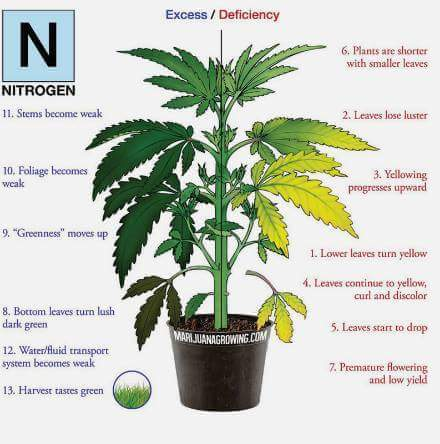 Excess / Deficiency
N
NITROGEN
6. Plants are shorter
with smaller leaves
11. Stems become weak
2. Leaves lose luster
10. Foliage becomes
weak
3. Yellowing
progresses upward
9. “Greenness” moves up
1. Lower leaves turn yellow
4. Leaves continue to yellow,
curl and discolor
8. Bottom leaves turn lush
dark green
5. Leaves start to drop
12. Water/fluid transport
system becomes weak
7. Premature flowering
and low yield
13. Harvest tastes green
MARIJUANAGROWING.COM